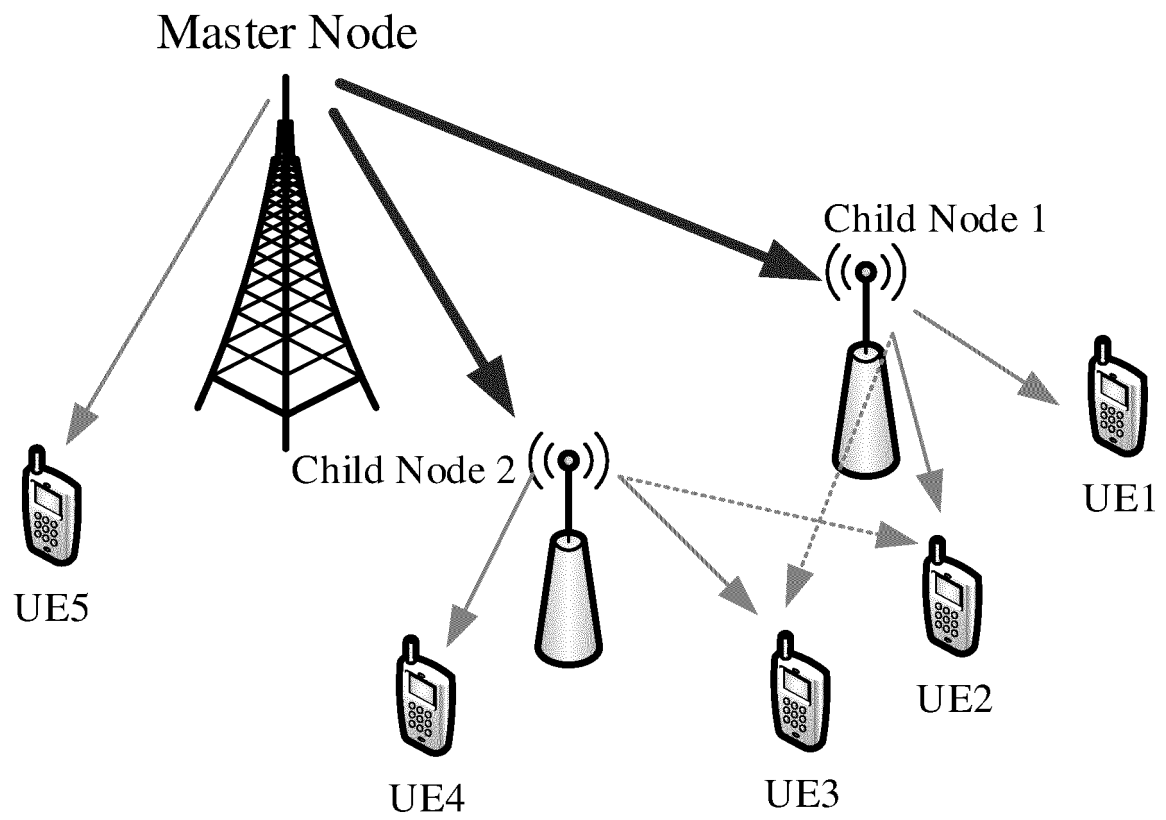 Master Node
Child Node 1
Child Node 2
UE1
UE5
UE2
UE4
UE3